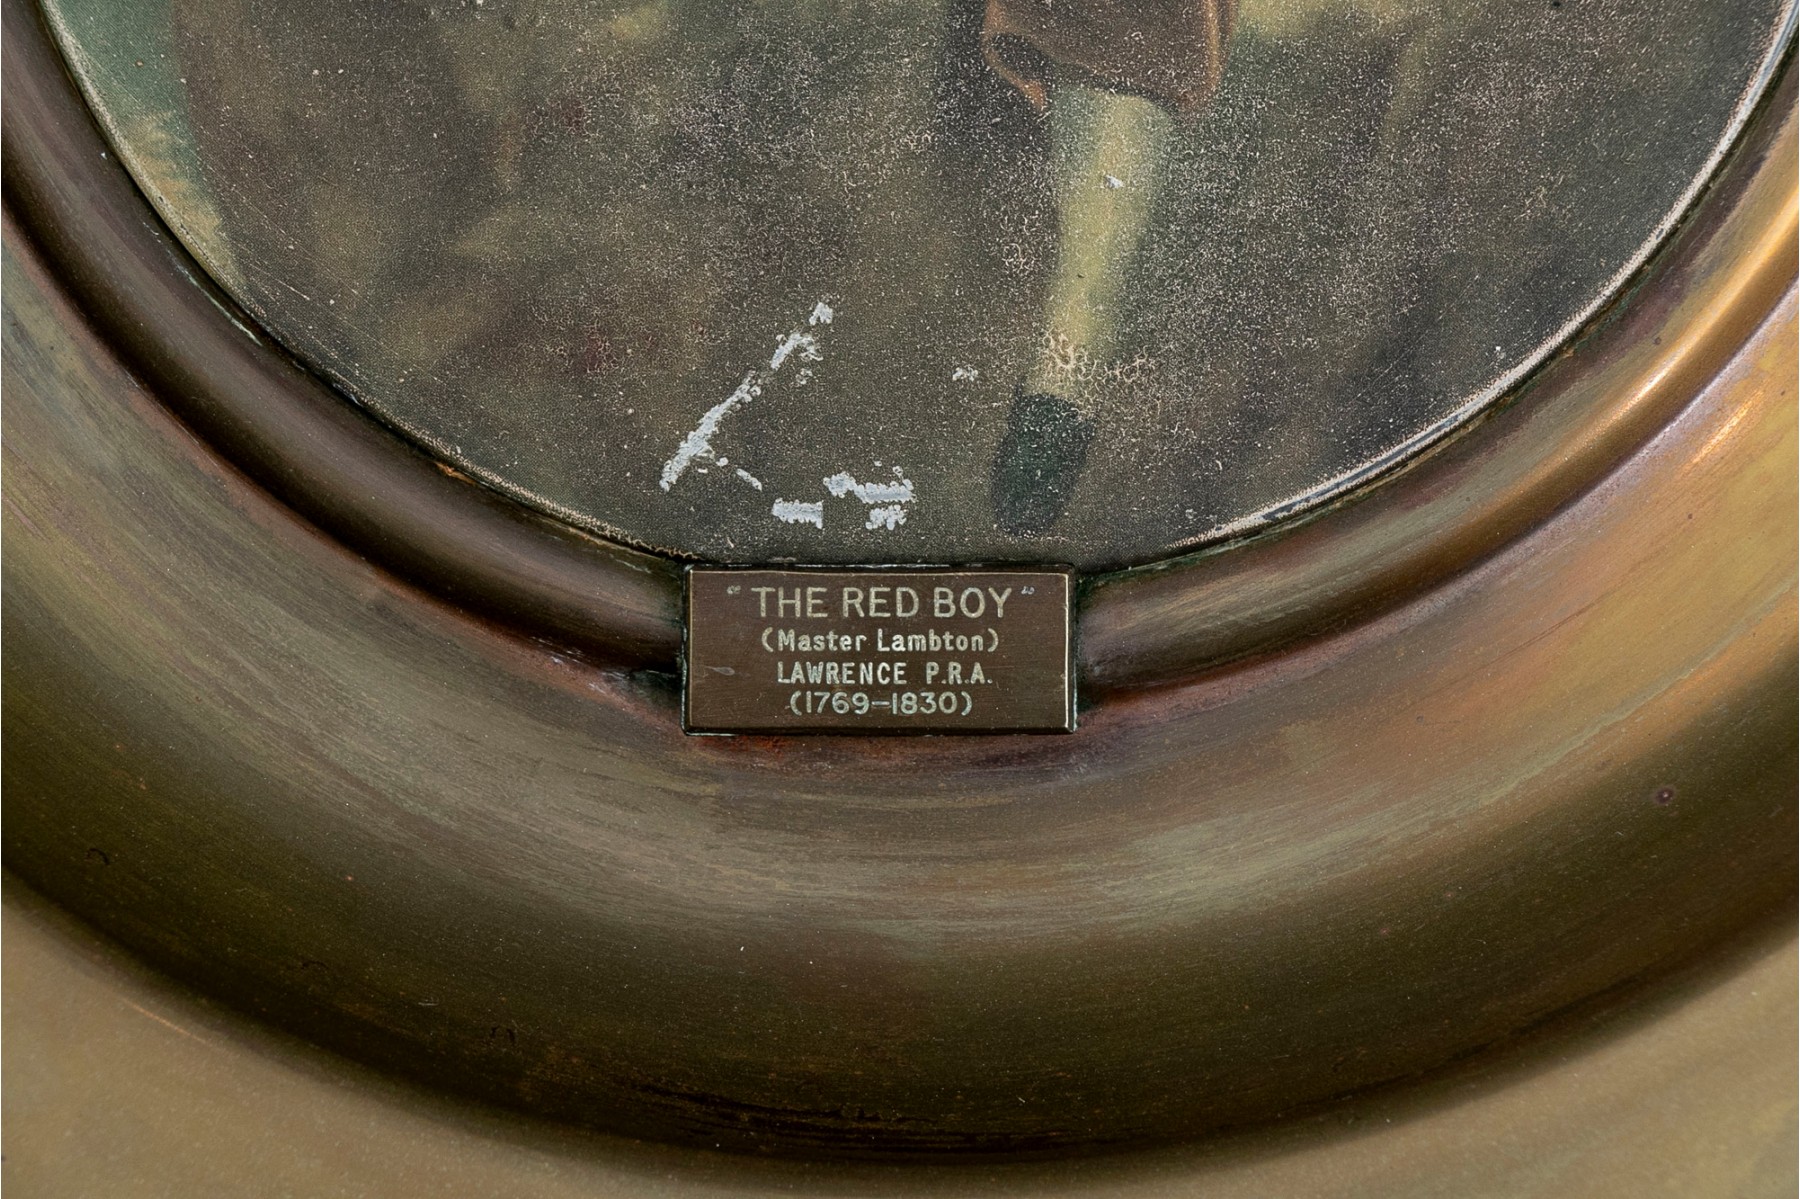 "THE RED BOY"
(Master Lambton)
LAWRENCE P.R.A.
(1769–1830)